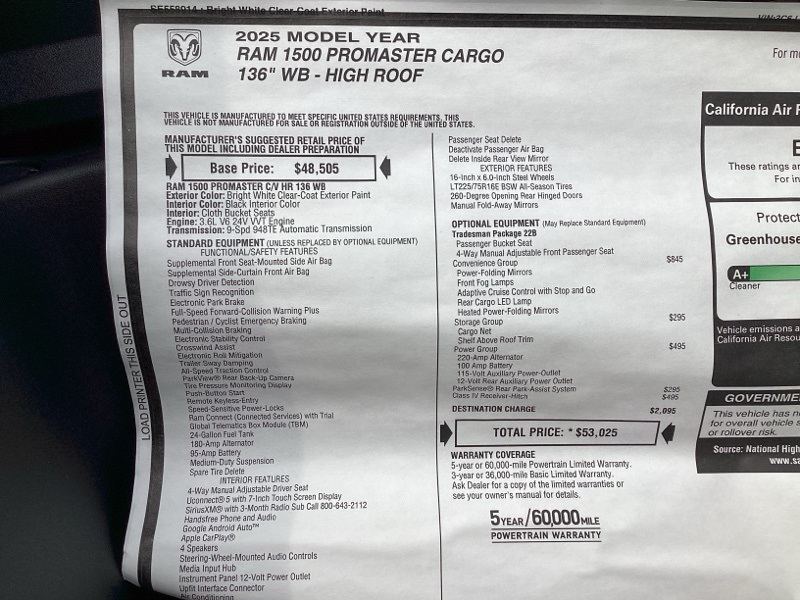 SE558014 : Bright White Clear-Coat Exterior Paint
RAM
2025 MODEL YEAR
RAM 1500 PROMASTER CARGO
136" WB - HIGH ROOF
For
THIS VEHICLE IS MANUFACTURED TO MEET SPECIFIC UNITED STATES REQUIREMENTS. THIS
VEHICLE IS NOT MANUFACTURED FOR SALE OR REGISTRATION OUTSIDE OF THE UNITED STATES.
MANUFACTURER'S SUGGESTED RETAIL PRICE OF
THIS MODEL INCLUDING DEALER PREPARATION
Base Price: $48,505
RAM 1500 PROMASTER C/V HR 136 WB
Exterior Color: Bright White Clear-Coat Exterior Paint
Interior Color: Black Interior Color
Interior: Cloth Bucket Seats
Engine: 3.6L V6 24V VVT Engine
Transmission: 9-Spd 948TE Automatic Transmission
STANDARD EQUIPMENT (UNLESS REPLACED BY OPTIONAL EQUIPMENT)
FUNCTIONAL/SAFETY FEATURES
Supplemental Front Seat-Mounted Side Air Bag
Supplemental Side-Curtain Front Air Bag
Drowsy Driver Detection
Traffic Sign Recognition
Electronic Park Brake
Full-Speed Forward-Collision Warning Plus
Pedestrian / Cyclist Emergency Braking
Multi-Collision Braking
Electronic Stability Control
Crosswind Assist
Electronic Roll Mitigation
Trailer Sway Damping
All-Speed Traction Control
ParkView® Rear Back-Up Camera
Tire Pressure Monitoring Display
Push-Button Start
Remote Keyless-Entry
Speed-Sensitive Power-Locks
Ram Connect (Connected Services) with Trial
Global Telematics Box Module (TBM)
24-Gallon Fuel Tank
180-Amp Alternator
95-Amp Battery
Medium-Duty Suspension
Spare Tire Delete
INTERIOR FEATURES
4-Way Manual Adjustable Driver Seat
Uconnect® 5 with 7-Inch Touch Screen Display
SiriusXM® with 3-Month Radio Sub Call 800-643-2112
Handsfree Phone and Audio
Google Android Auto™
Apple CarPlay®
4 Speakers
Steering-Wheel-Mounted Audio Controls
Media Input Hub
Instrument Panel 12-Volt Power Outlet
Upfit Interface Connector
Air Conditioning
LOAD PRINTER THIS SIDE OUT
Passenger Seat Delete
Deactivate Passenger Air Bag
Delete Inside Rear View Mirror
EXTERIOR FEATURES
16-Inch x 6.0-Inch Steel Wheels
LT225/75R16E BSW All-Season Tires
260-Degree Opening Rear Hinged Doors
Manual Fold-Away Mirrors
OPTIONAL EQUIPMENT (May Replace Standard Equipment)
Tradesman Package 22B
Passenger Bucket Seat
4-Way Manual Adjustable Front Passenger Seat
Convenience Group $845
Power-Folding Mirrors
Front Fog Lamps
Adaptive Cruise Control with Stop and Go
Rear Cargo LED Lamp
Heated Power-Folding Mirrors
Storage Group $295
Cargo Net
Shelf Above Roof Trim
Power Group $495
220-Amp Alternator
100 Amp Battery
115-Volt Auxiliary Power-Outlet
12-Volt Rear Auxiliary Power Outlet
ParkSense® Rear Park-Assist System $295
Class IV Receiver-Hitch $495
DESTINATION CHARGE $2,095
TOTAL PRICE: * $53,025
WARRANTY COVERAGE
5-year or 60,000-mile Powertrain Limited Warranty.
3-year or 36,000-mile Basic Limited Warranty.
Ask Dealer for a copy of the limited warranties or
see your owner's manual for details.
5 YEAR / 60,000 MILE
POWERTRAIN WARRANTY
California Air
These ratings
For
Protect
Greenhouse
A+
Cleaner
Vehicle emissions
California Air
GOVERNME
This vehicle has
for overall vehicle
or rollover risk.
Source: National
www.